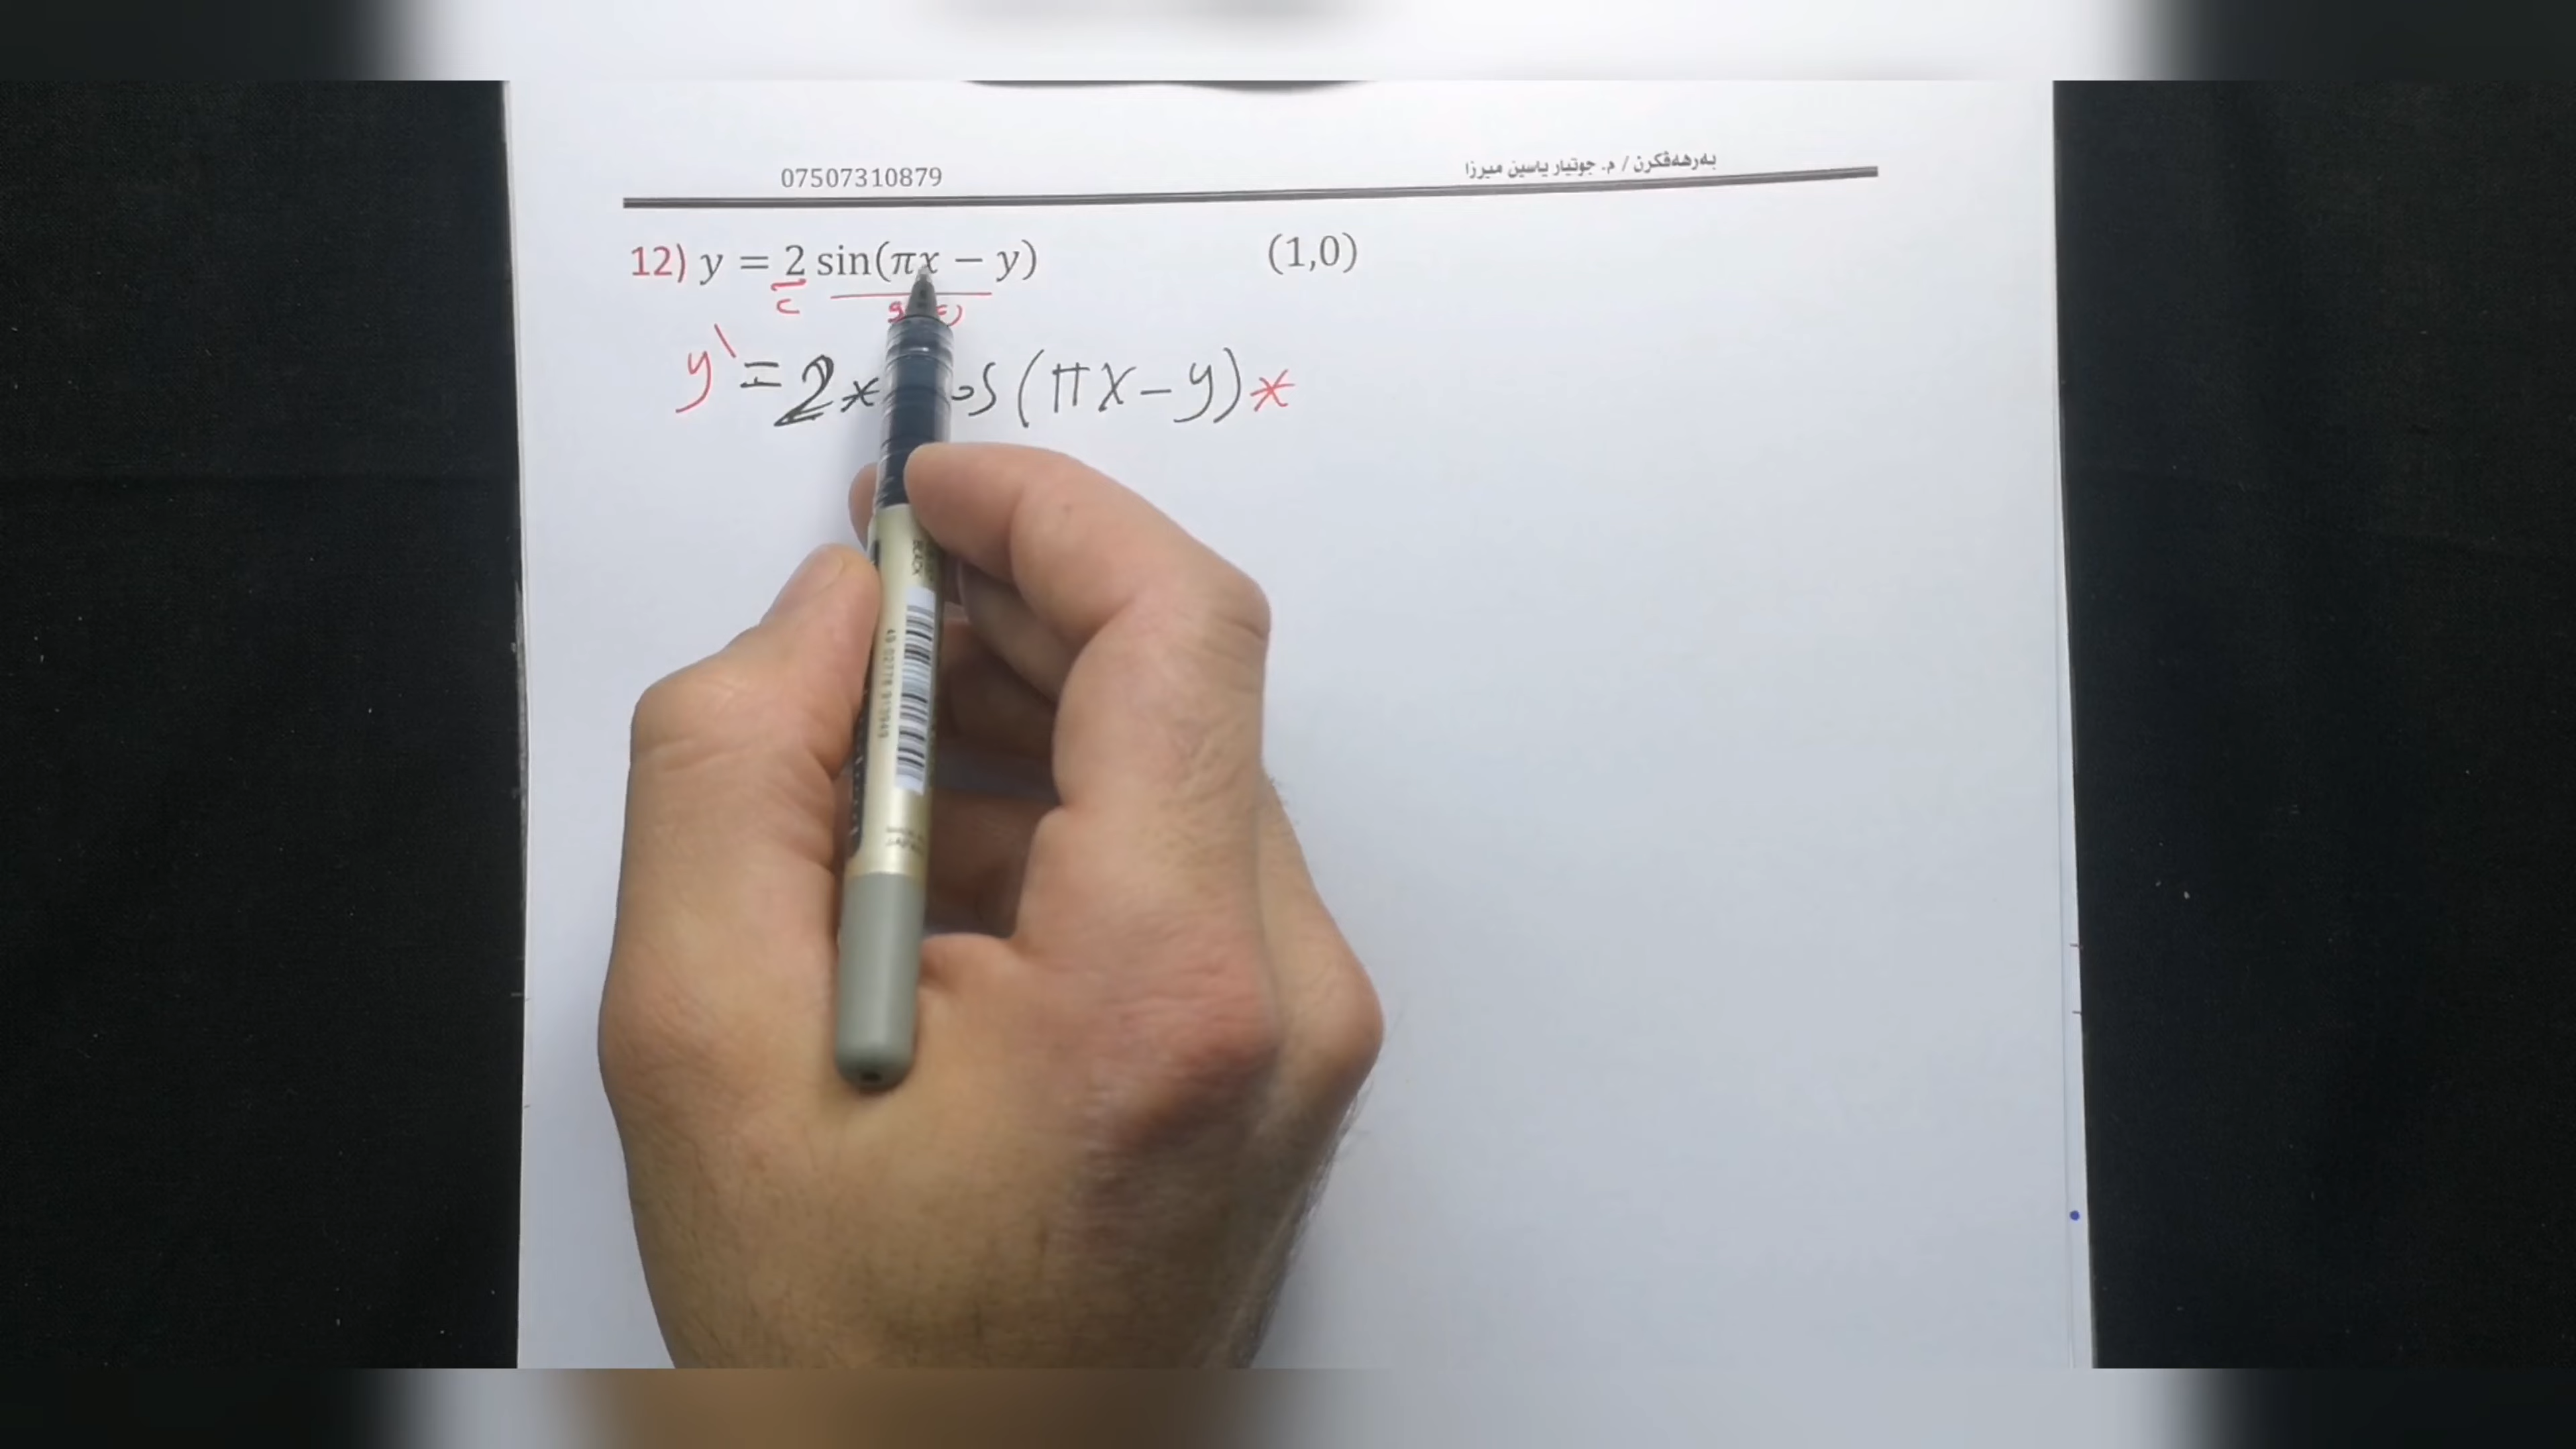 07507310879
بەرهەڤکرن / م. جوتیار یاسین میرزا
12) y = 2 sin(πx − y) (1,0)
c
y' = 2* os (πx−y)*